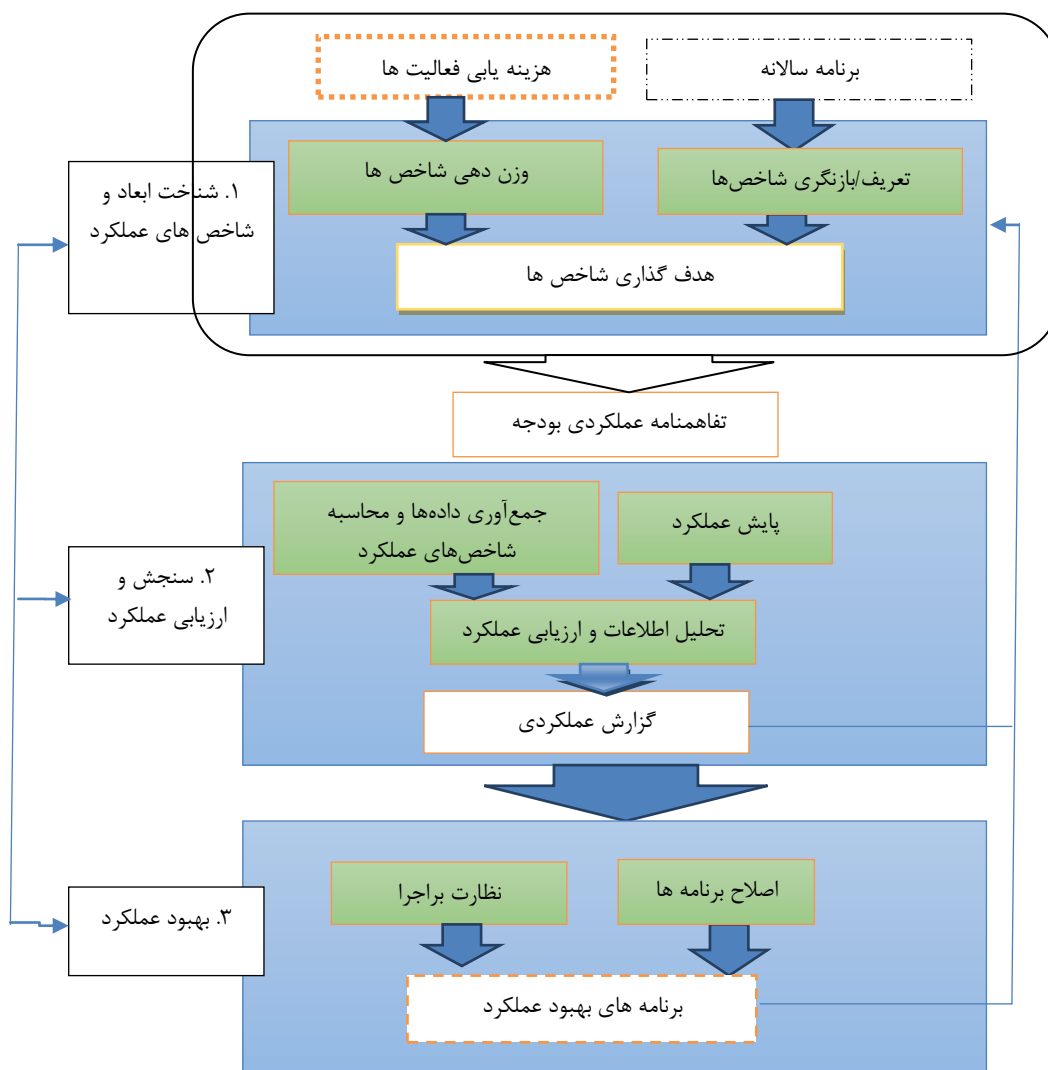 برنامه سالانه
هزینه یابی فعالیت ها
تعریف/بازنگری شاخص‌ها
وزن دهی شاخص ها
هدف گذاری شاخص ها
۱. شناخت ابعاد و
شاخص های عملکرد
تفاهمنامه عملکردی بودجه
پایش عملکرد
جمع‌آوری داده‌ها و محاسبه
شاخص‌های عملکرد
تحلیل اطلاعات و ارزیابی عملکرد
گزارش عملکردی
۲. سنجش و
ارزیابی عملکرد
اصلاح برنامه ها
نظارت براجرا
برنامه های بهبود عملکرد
۳. بهبود عملکرد